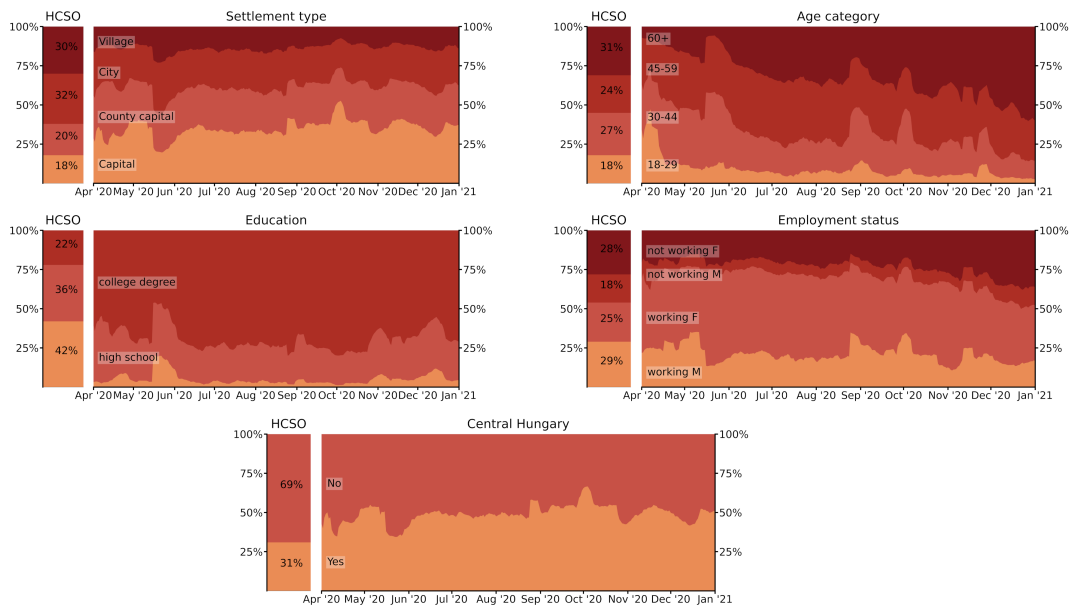 HCSO Settlement type
100% 100%
Village
30%
75% 75%
City
32%
50% 50%
County capital
20%
25% 25%
18% Capital
Apr '20 May '20 Jun '20 Jul '20 Aug '20 Sep '20 Oct '20 Nov '20 Dec '20 Jan '21
HCSO Age category
100% 100%
60+
31%
75% 45-59 75%
24%
50% 50%
30-44
27%
25% 25%
18% 18-29
Apr '20 May '20 Jun '20 Jul '20 Aug '20 Sep '20 Oct '20 Nov '20 Dec '20 Jan '21
HCSO Education
100% 100%
22%
75% 75%
college degree
36%
50% 50%
42%
25% 25%
high school
Apr '20 May '20 Jun '20 Jul '20 Aug '20 Sep '20 Oct '20 Nov '20 Dec '20 Jan '21
HCSO Employment status
100% 100%
28% not working F
75% not working M 75%
18%
50% 50%
25% working F
25% 25%
29%
working M
Apr '20 May '20 Jun '20 Jul '20 Aug '20 Sep '20 Oct '20 Nov '20 Dec '20 Jan '21
HCSO Central Hungary
100% 100%
75% 75%
69% No
50% 50%
25% 25%
31% Yes
Apr '20 May '20 Jun '20 Jul '20 Aug '20 Sep '20 Oct '20 Nov '20 Dec '20 Jan '21